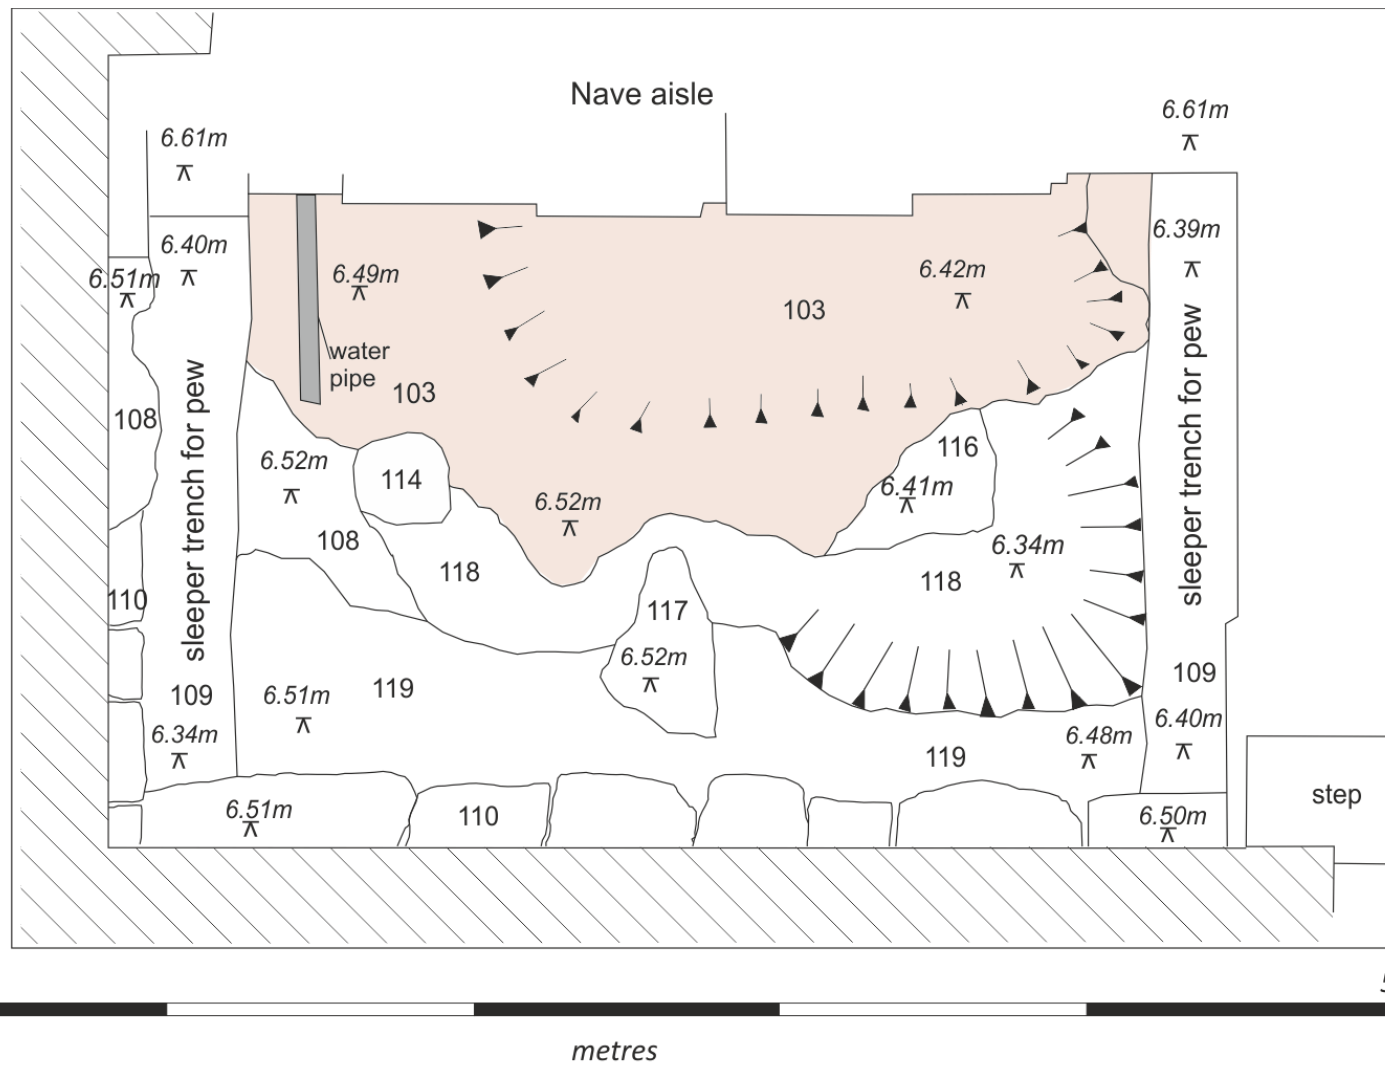 Nave aisle
6.61m
6.61m
6.40m
6.39m
6.51m
6.49m
6.42m
103
water
pipe
103
sleeper trench for pew
sleeper trench for pew
108
116
6.52m
114
6.41m
6.52m
108
6.34m
118
118
110
117
6.52m
109
109
119
6.51m
6.34m
6.40m
6.48m
119
step
6.51m
110
6.50m
metres